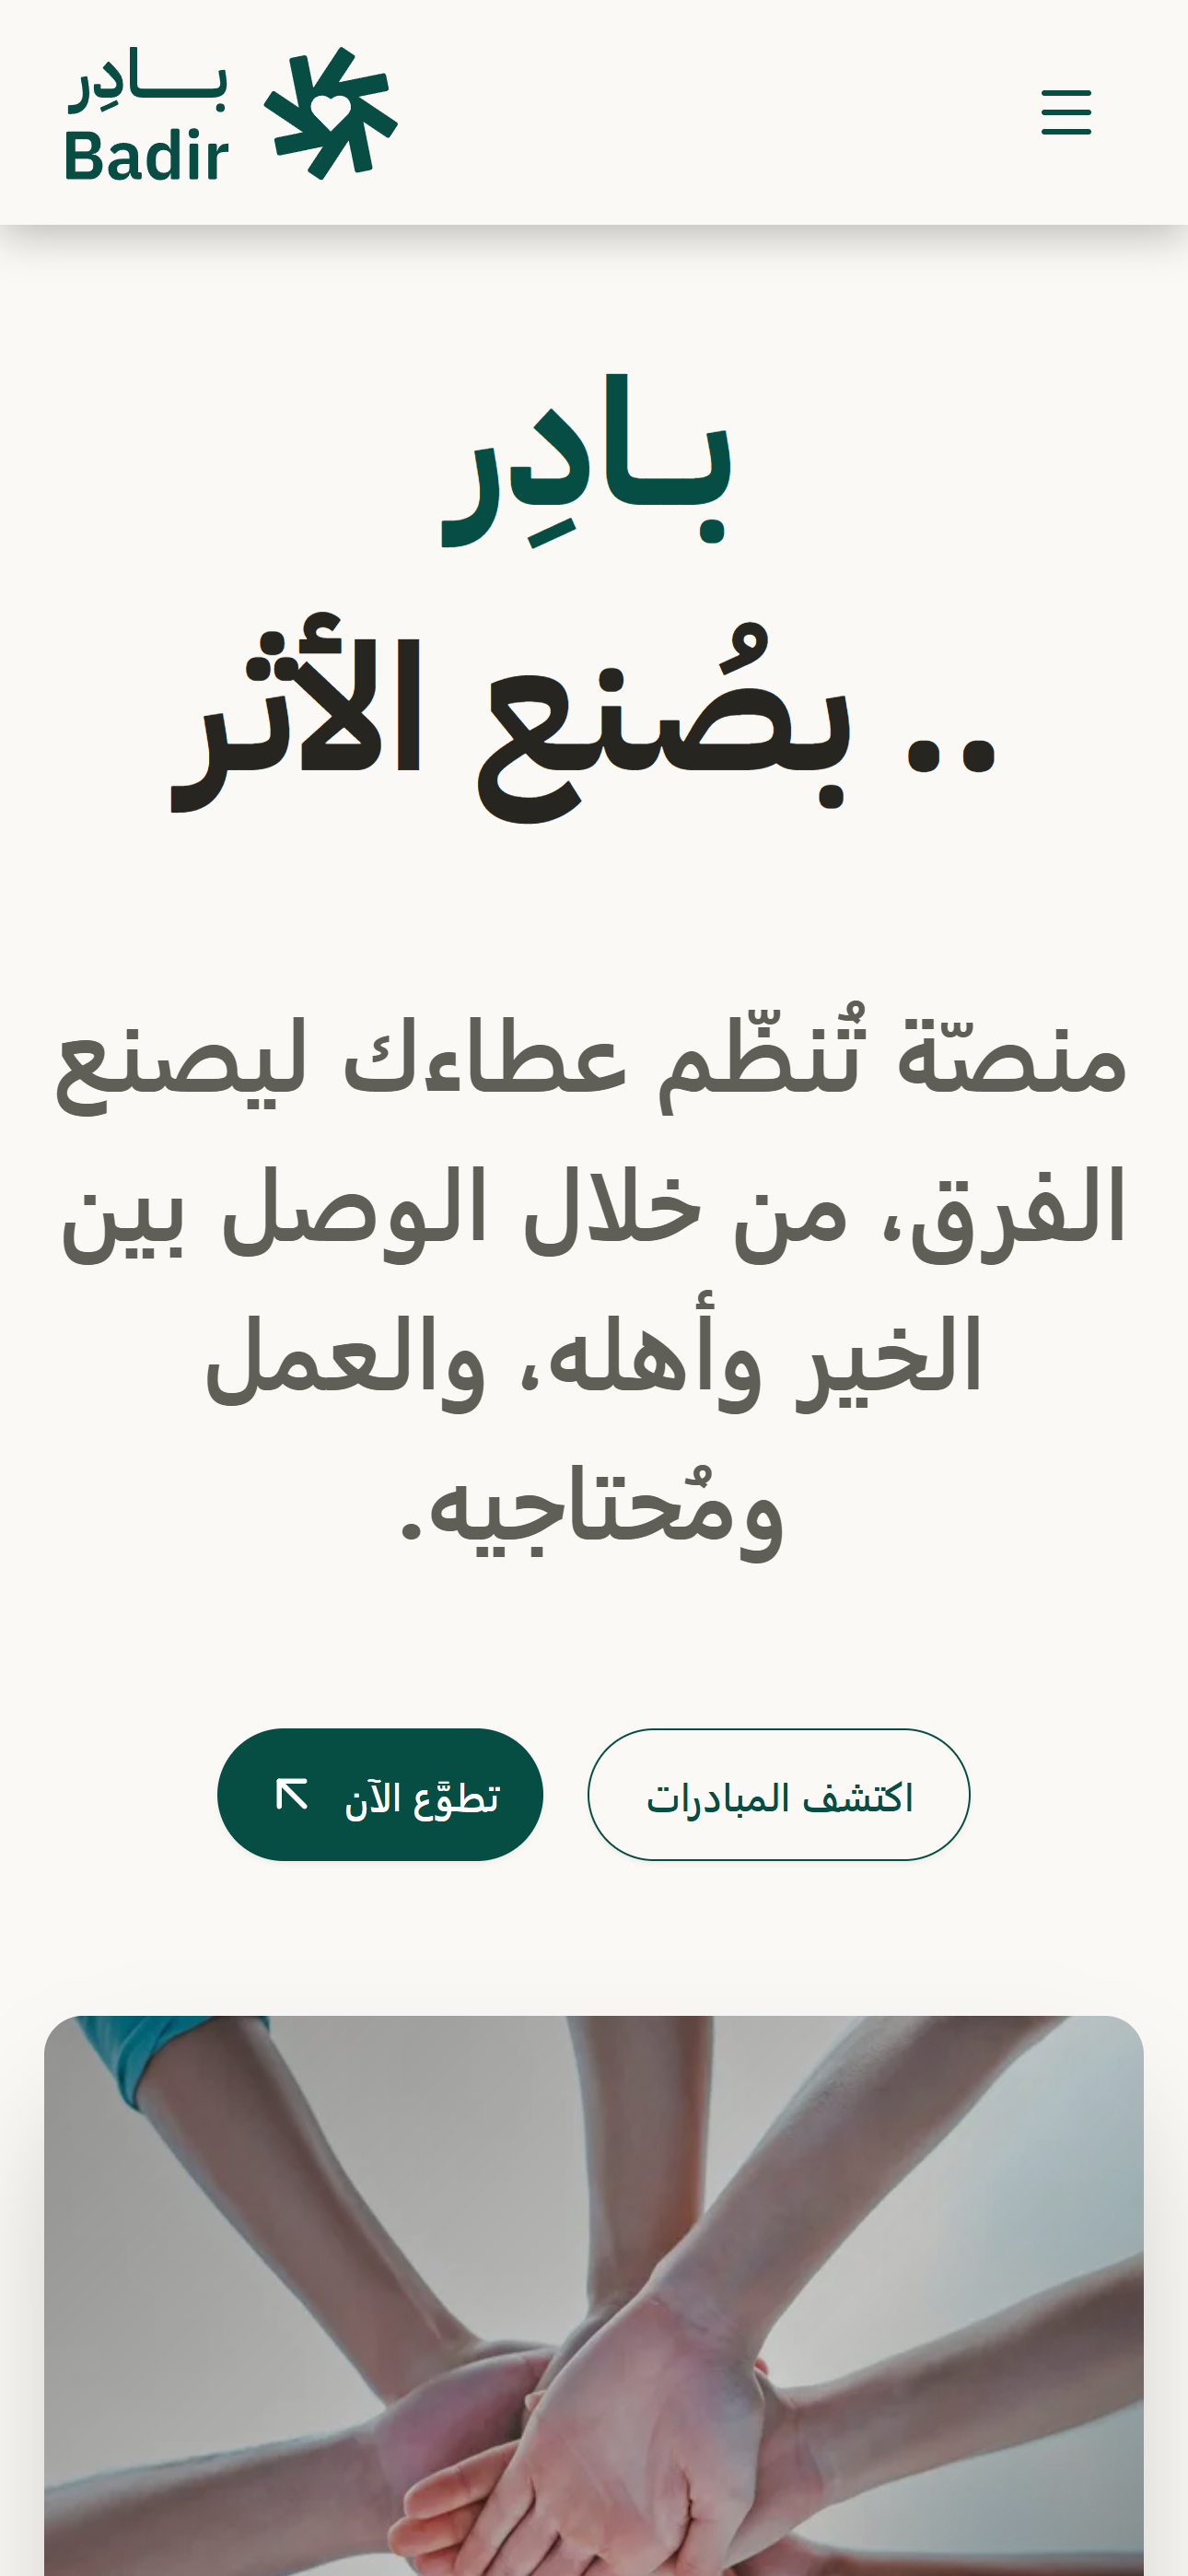 بـــادِر
Badir
بـادِر
.. بصُنع الأثر
منصّة تُنظّم عطاءك ليصنع
الفرق، من خلال الوصل بين
الخير وأهله، والعمل
ومُحتاجيه.
اكتشف المبادرات
تطوَّع الآن